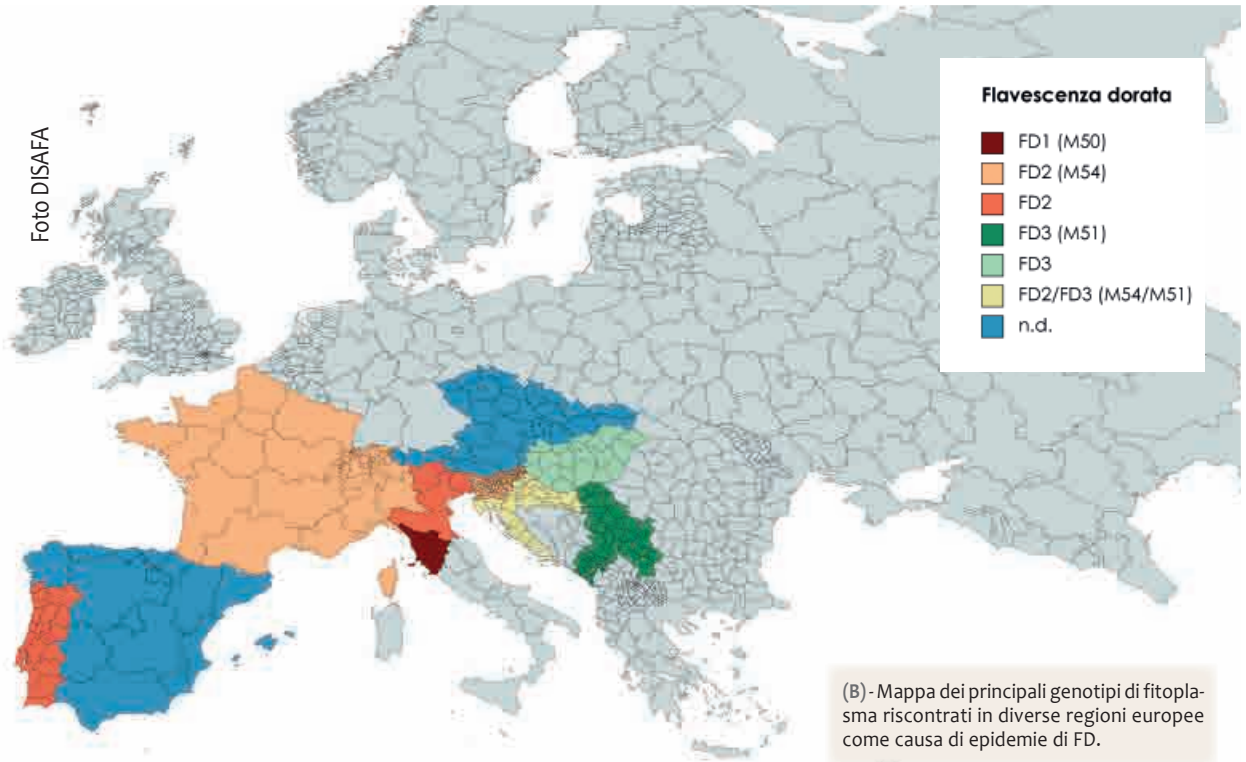 Foto DISAFA
Flavescenza dorata
FD1 (M50)
FD2 (M54)
FD2
FD3 (M51)
FD3
FD2/FD3 (M54/M51)
n.d.
(B) - Mappa dei principali genotipi di fitopla-
sma riscontrati in diverse regioni europee
come causa di epidemie di FD.